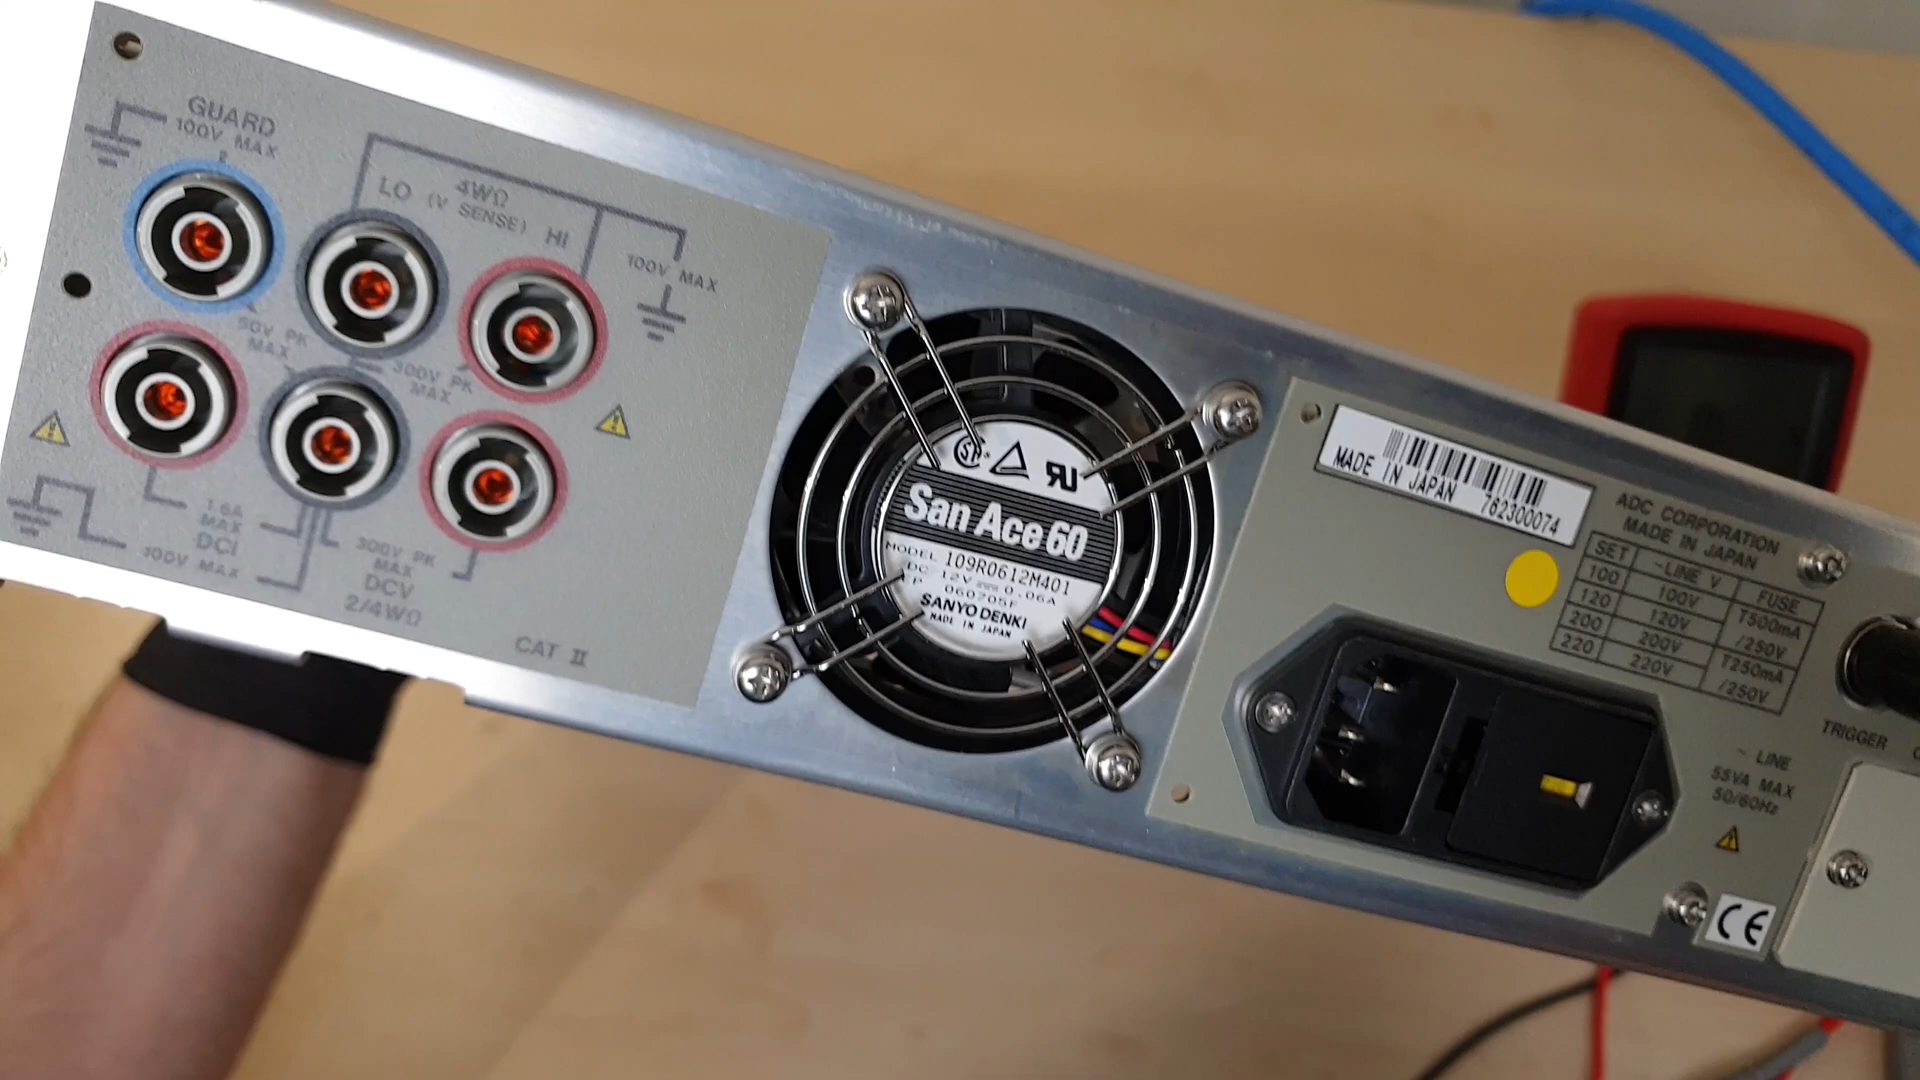 GUARD
100V MAX
4WΩ
LO (V SENSE) HI
100V MAX
50V PK
MAX
300V PK
MAX
1.6A
MAX
DCI
100V MAX
300V PK
MAX
DCV
2/4WΩ
CAT II
San Ace 60
MODEL 109R0612M401
DC 12V 0.06A
060705F
SANYO DENKI
MADE IN JAPAN
MADE IN JAPAN 762300074
ADC CORPORATION
MADE IN JAPAN
SET ~LINE V FUSE
100 100V T500mA
120 120V /250V
200 200V T250mA
220 220V /250V
TRIGGER
~ LINE
55VA MAX
50/60Hz
CE